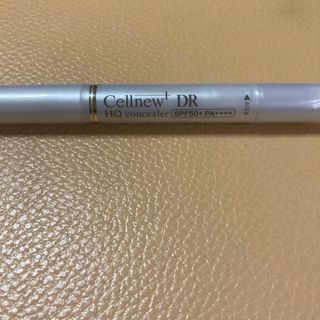 Cellnew+ DR
HQ concealer SPF50+ PA++++